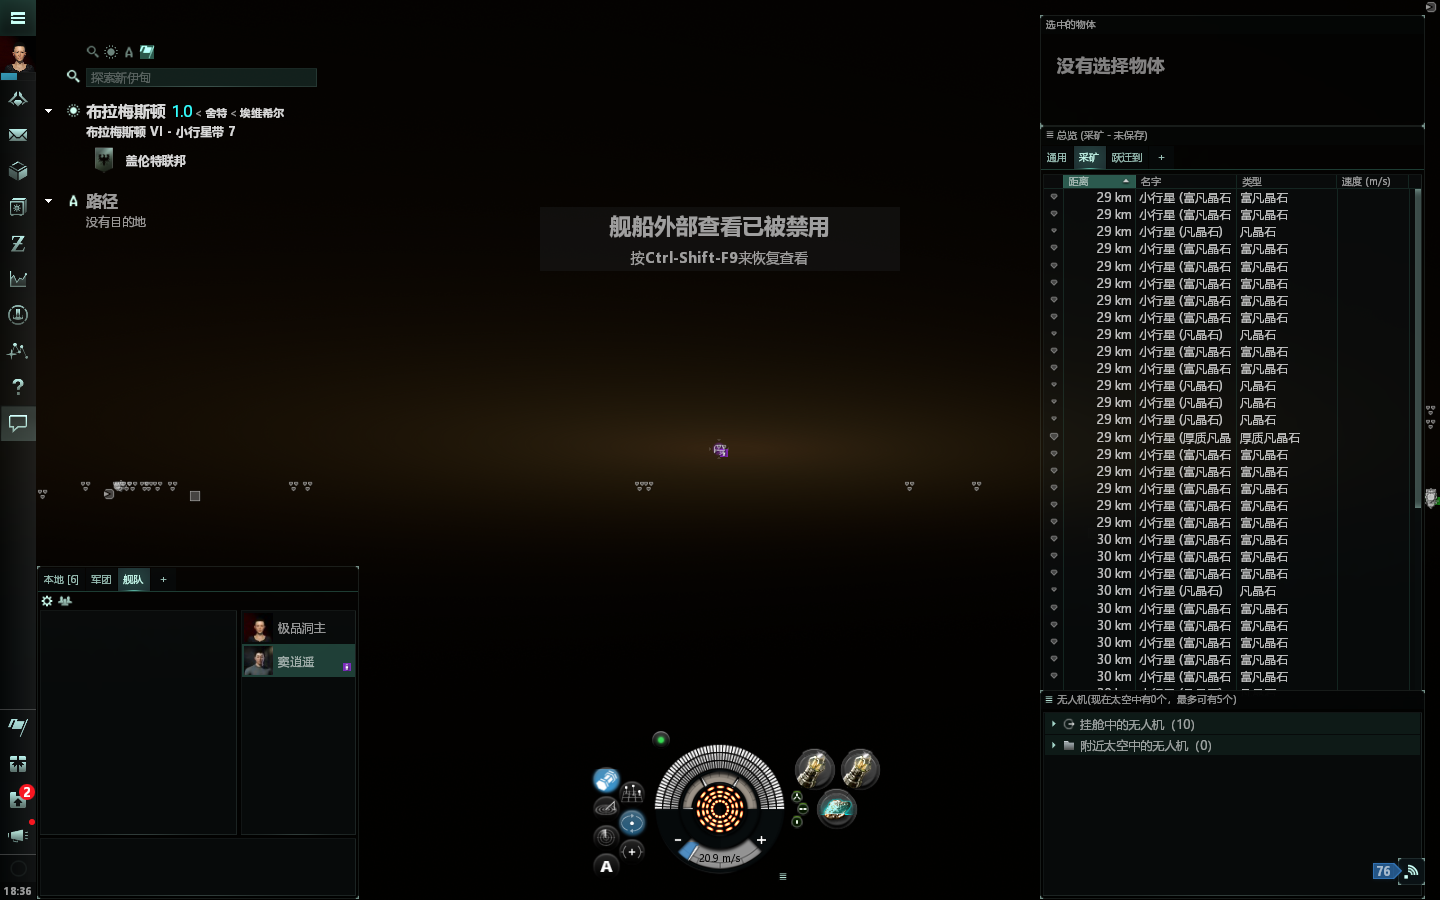 探索新伊甸
布拉梅斯顿 1.0 < 舍特 < 埃维希尔
布拉梅斯顿 VI - 小行星带 7
盖伦特联邦
路径
没有目的地
舰船外部查看已被禁用
按Ctrl-Shift-F9来恢复查看
选中的物体
没有选择物体
总览 (采矿 - 未保存)
通用 采矿 跃迁到 +
距离 名字 类型 速度 (m/s)
29 km 小行星 (富凡晶石 富凡晶石
29 km 小行星 (富凡晶石 富凡晶石
29 km 小行星 (凡晶石) 凡晶石
29 km 小行星 (富凡晶石 富凡晶石
29 km 小行星 (富凡晶石 富凡晶石
29 km 小行星 (富凡晶石 富凡晶石
29 km 小行星 (富凡晶石 富凡晶石
29 km 小行星 (富凡晶石 富凡晶石
29 km 小行星 (凡晶石) 凡晶石
29 km 小行星 (富凡晶石 富凡晶石
29 km 小行星 (富凡晶石 富凡晶石
29 km 小行星 (凡晶石) 凡晶石
29 km 小行星 (凡晶石) 凡晶石
29 km 小行星 (凡晶石) 凡晶石
29 km 小行星 (厚质凡晶 厚质凡晶石
29 km 小行星 (富凡晶石 富凡晶石
29 km 小行星 (富凡晶石 富凡晶石
29 km 小行星 (富凡晶石 富凡晶石
29 km 小行星 (富凡晶石 富凡晶石
29 km 小行星 (富凡晶石 富凡晶石
30 km 小行星 (富凡晶石 富凡晶石
30 km 小行星 (富凡晶石 富凡晶石
30 km 小行星 (富凡晶石 富凡晶石
30 km 小行星 (凡晶石) 凡晶石
30 km 小行星 (富凡晶石 富凡晶石
30 km 小行星 (富凡晶石 富凡晶石
30 km 小行星 (富凡晶石 富凡晶石
30 km 小行星 (富凡晶石 富凡晶石
30 km 小行星 (富凡晶石 富凡晶石
无人机(现在太空中有0个，最多可有5个)
挂舱中的无人机 (10)
附近太空中的无人机 (0)
本地 [6] 军团 舰队 +
极品洞主
窦逍遥
20.9 m/s
A
2
18:36
76